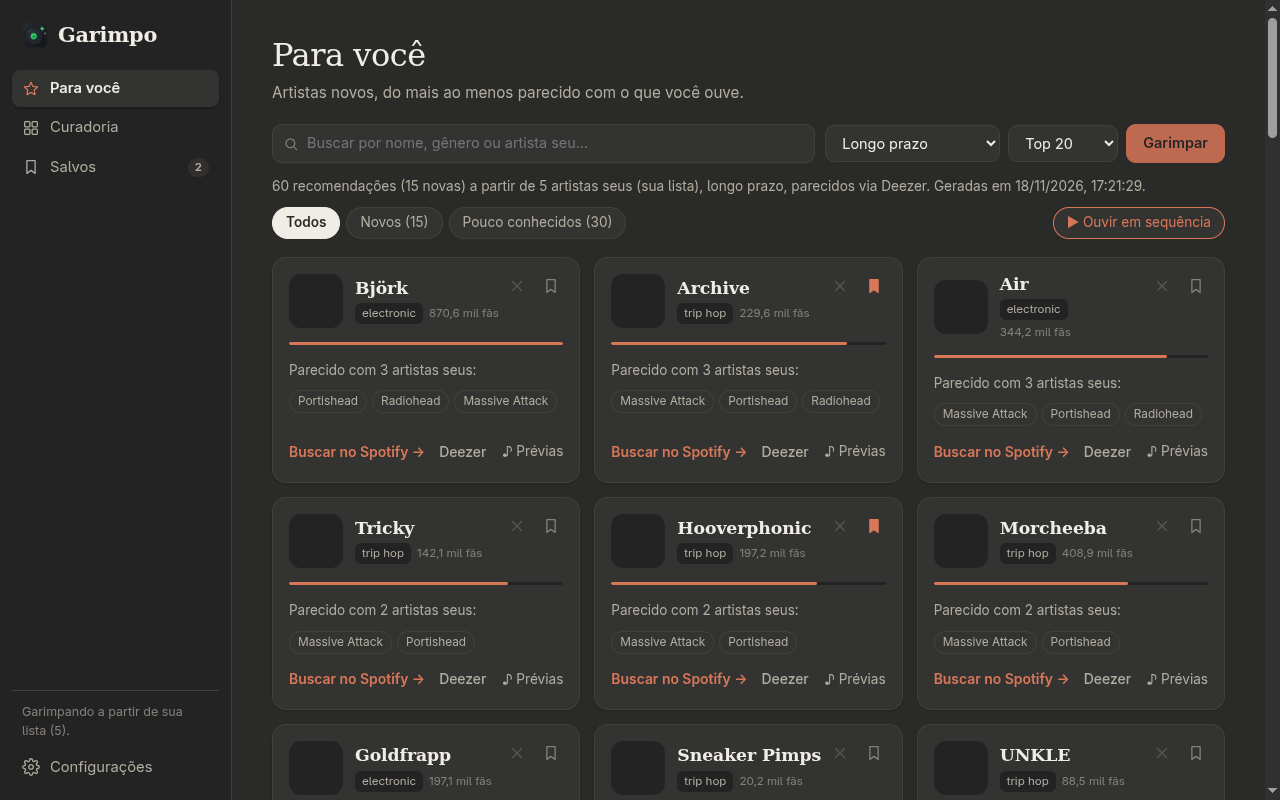 Garimpo
Para você
Curadoria
Salvos 2
Garimpando a partir de sua
lista (5).
Configurações
Para você
Artistas novos, do mais ao menos parecido com o que você ouve.
Buscar por nome, gênero ou artista seu...
Longo prazo
Top 20
Garimpar
60 recomendações (15 novas) a partir de 5 artistas seus (sua lista), longo prazo, parecidos via Deezer. Geradas em 18/11/2026, 17:21:29.
Todos
Novos (15)
Pouco conhecidos (30)
▶ Ouvir em sequência
Björk
electronic 870,6 mil fãs
Parecido com 3 artistas seus:
Portishead Radiohead Massive Attack
Buscar no Spotify → Deezer ♪ Prévias
Archive
trip hop 229,6 mil fãs
Parecido com 3 artistas seus:
Massive Attack Portishead Radiohead
Buscar no Spotify → Deezer ♪ Prévias
Air
electronic
344,2 mil fãs
Parecido com 3 artistas seus:
Massive Attack Portishead Radiohead
Buscar no Spotify → Deezer ♪ Prévias
Tricky
trip hop 142,1 mil fãs
Parecido com 2 artistas seus:
Massive Attack Portishead
Buscar no Spotify → Deezer ♪ Prévias
Hooverphonic
trip hop 197,2 mil fãs
Parecido com 2 artistas seus:
Massive Attack Portishead
Buscar no Spotify → Deezer ♪ Prévias
Morcheeba
trip hop 408,9 mil fãs
Parecido com 2 artistas seus:
Massive Attack Portishead
Buscar no Spotify → Deezer ♪ Prévias
Goldfrapp
electronic 197,1 mil fãs
Sneaker Pimps
trip hop 20,2 mil fãs
UNKLE
trip hop 88,5 mil fãs